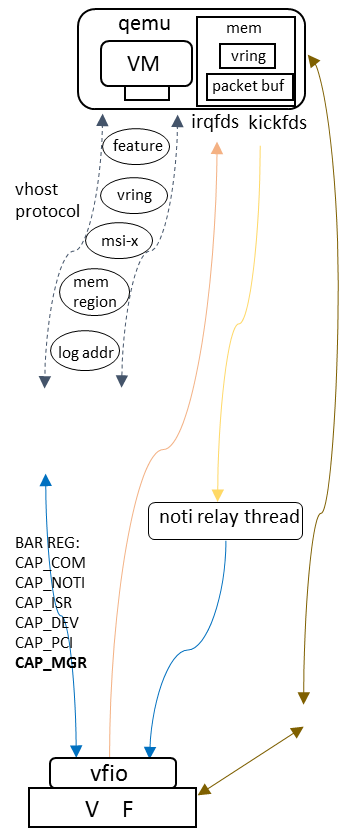 qemu
mem
VM
vring
packet buf
irqfds kickfds
feature
vhost
protocol
vring
msi-x
mem
region
log addr
noti relay thread
BAR REG:
CAP_COM
CAP_NOTI
CAP_ISR
CAP_DEV
CAP_PCI
CAP_MGR
vfio
V F